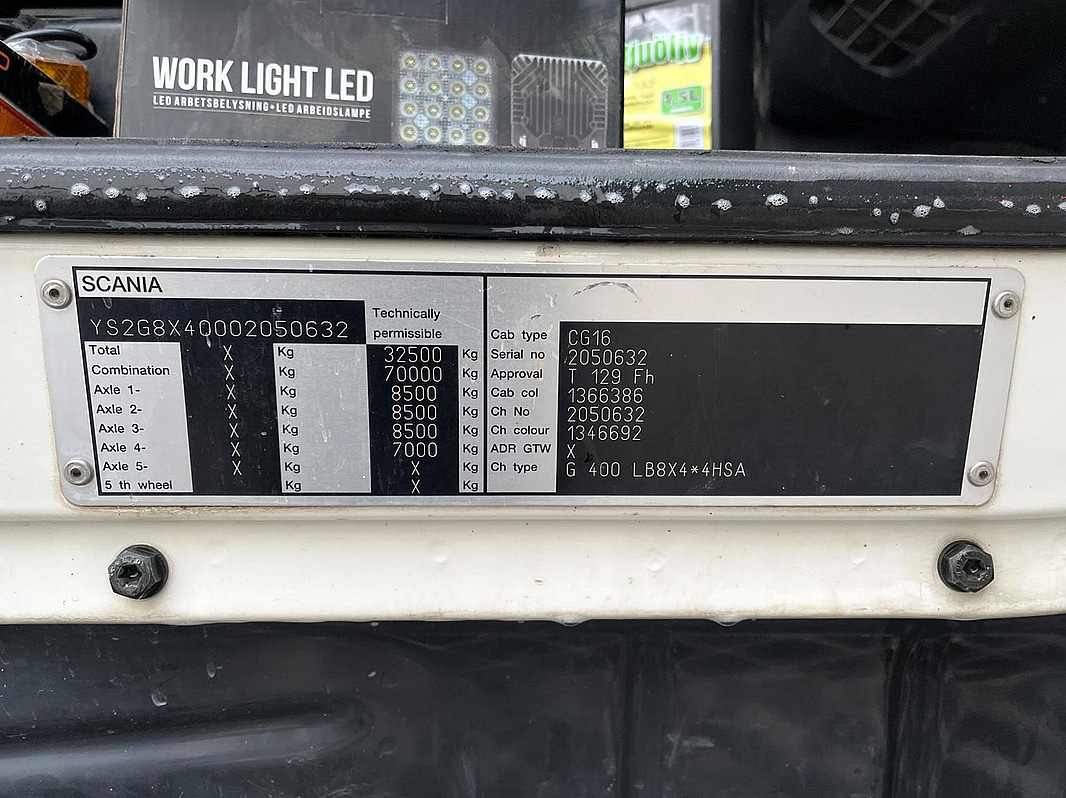 WORK LIGHT LED
LED ARBETSBELYSNING • LED ARBEIDSLAMPE
1.5L
SCANIA
YS2G8X40002050632
Technically
permissible
Total X Kg 32500 Kg
Combination X Kg 70000 Kg
Axle 1- X Kg 8500 Kg
Axle 2- X Kg 8500 Kg
Axle 3- X Kg 8500 Kg
Axle 4- X Kg 7000 Kg
Axle 5- X Kg X Kg
5 th wheel Kg X Kg
Cab type CG16
Serial no 2050632
Approval T 129 Fh
Cab col 1366386
Ch No 2050632
Ch colour 1346692
ADR GTW X
Ch type G 400 LB8X4*4HSA